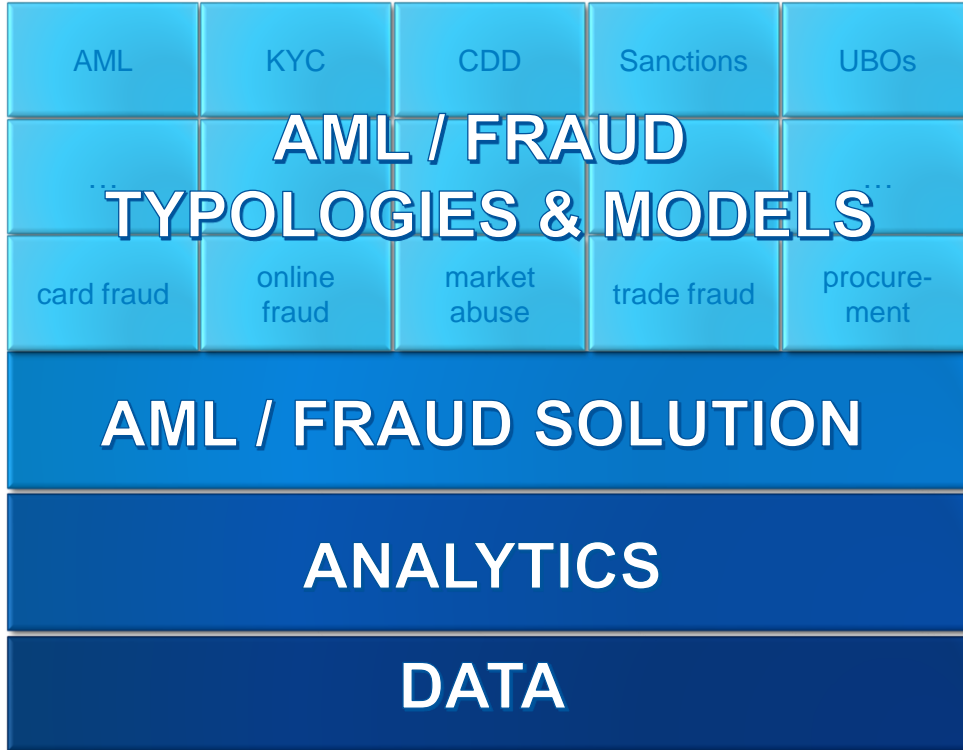 AML
KYC
CDD
Sanctions
UBOs
AML / FRAUD
TYPOLOGIES & MODELS
...
...
card fraud
online
fraud
market
abuse
trade fraud
procure-
ment
AML / FRAUD SOLUTION
ANALYTICS
DATA